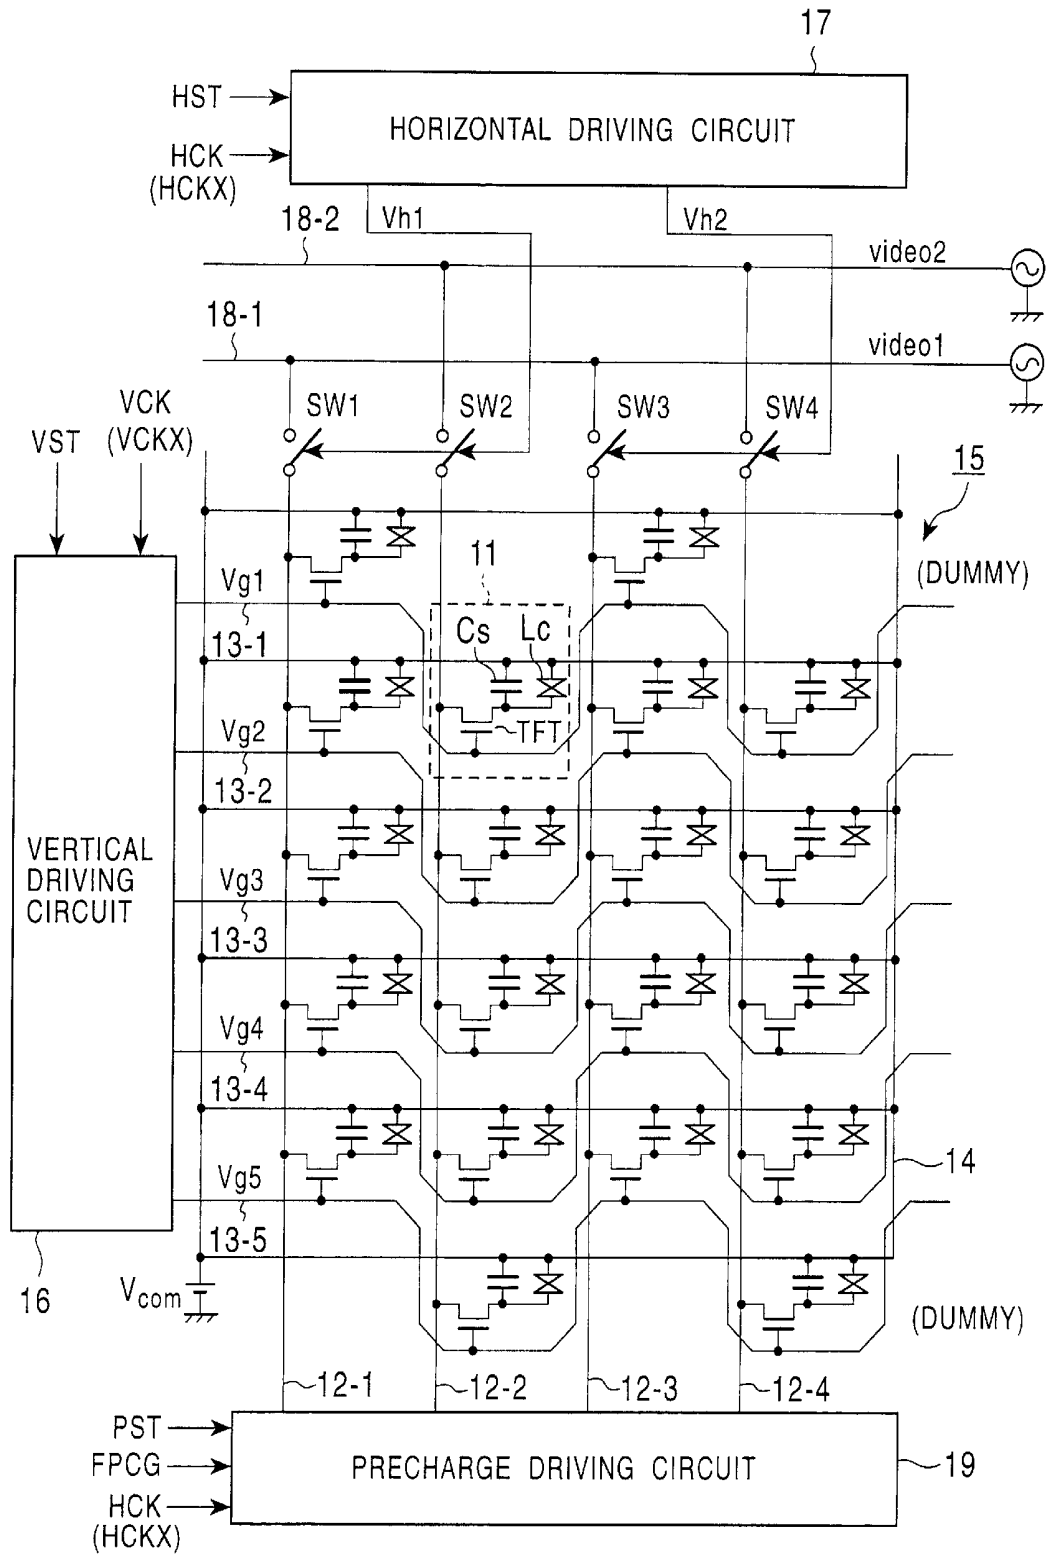 17
HST
HORIZONTAL DRIVING CIRCUIT
HCK
(HCKX)
Vh1
Vh2
18-2
video2
18-1
video1
SW1
SW2
SW3
SW4
VCK
(VCKX)
VST
15
(DUMMY)
11
Vg1
13-1
Cs
Lc
TFT
Vg2
13-2
VERTICAL
DRIVING
CIRCUIT
Vg3
13-3
Vg4
13-4
14
Vg5
13-5
16
Vcom
(DUMMY)
12-1
12-2
12-3
12-4
PST
FPCG
PRECHARGE DRIVING CIRCUIT
19
HCK
(HCKX)